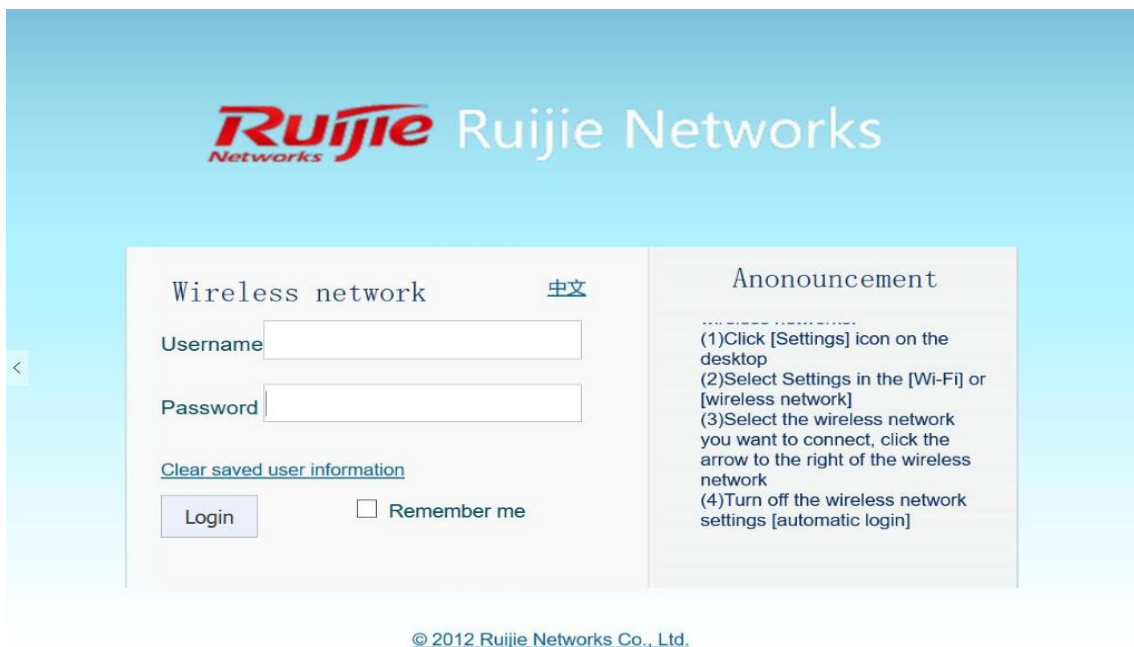 Ruijie Networks Ruijie Networks
Wireless network 中文
Username
Password
Clear saved user information
Login Remember me
Anonouncement
(1)Click [Settings] icon on the
desktop
(2)Select Settings in the [Wi-Fi] or
[wireless network]
(3)Select the wireless network
you want to connect, click the
arrow to the right of the wireless
network
(4)Turn off the wireless network
settings [automatic login]
© 2012 Ruijie Networks Co., Ltd.